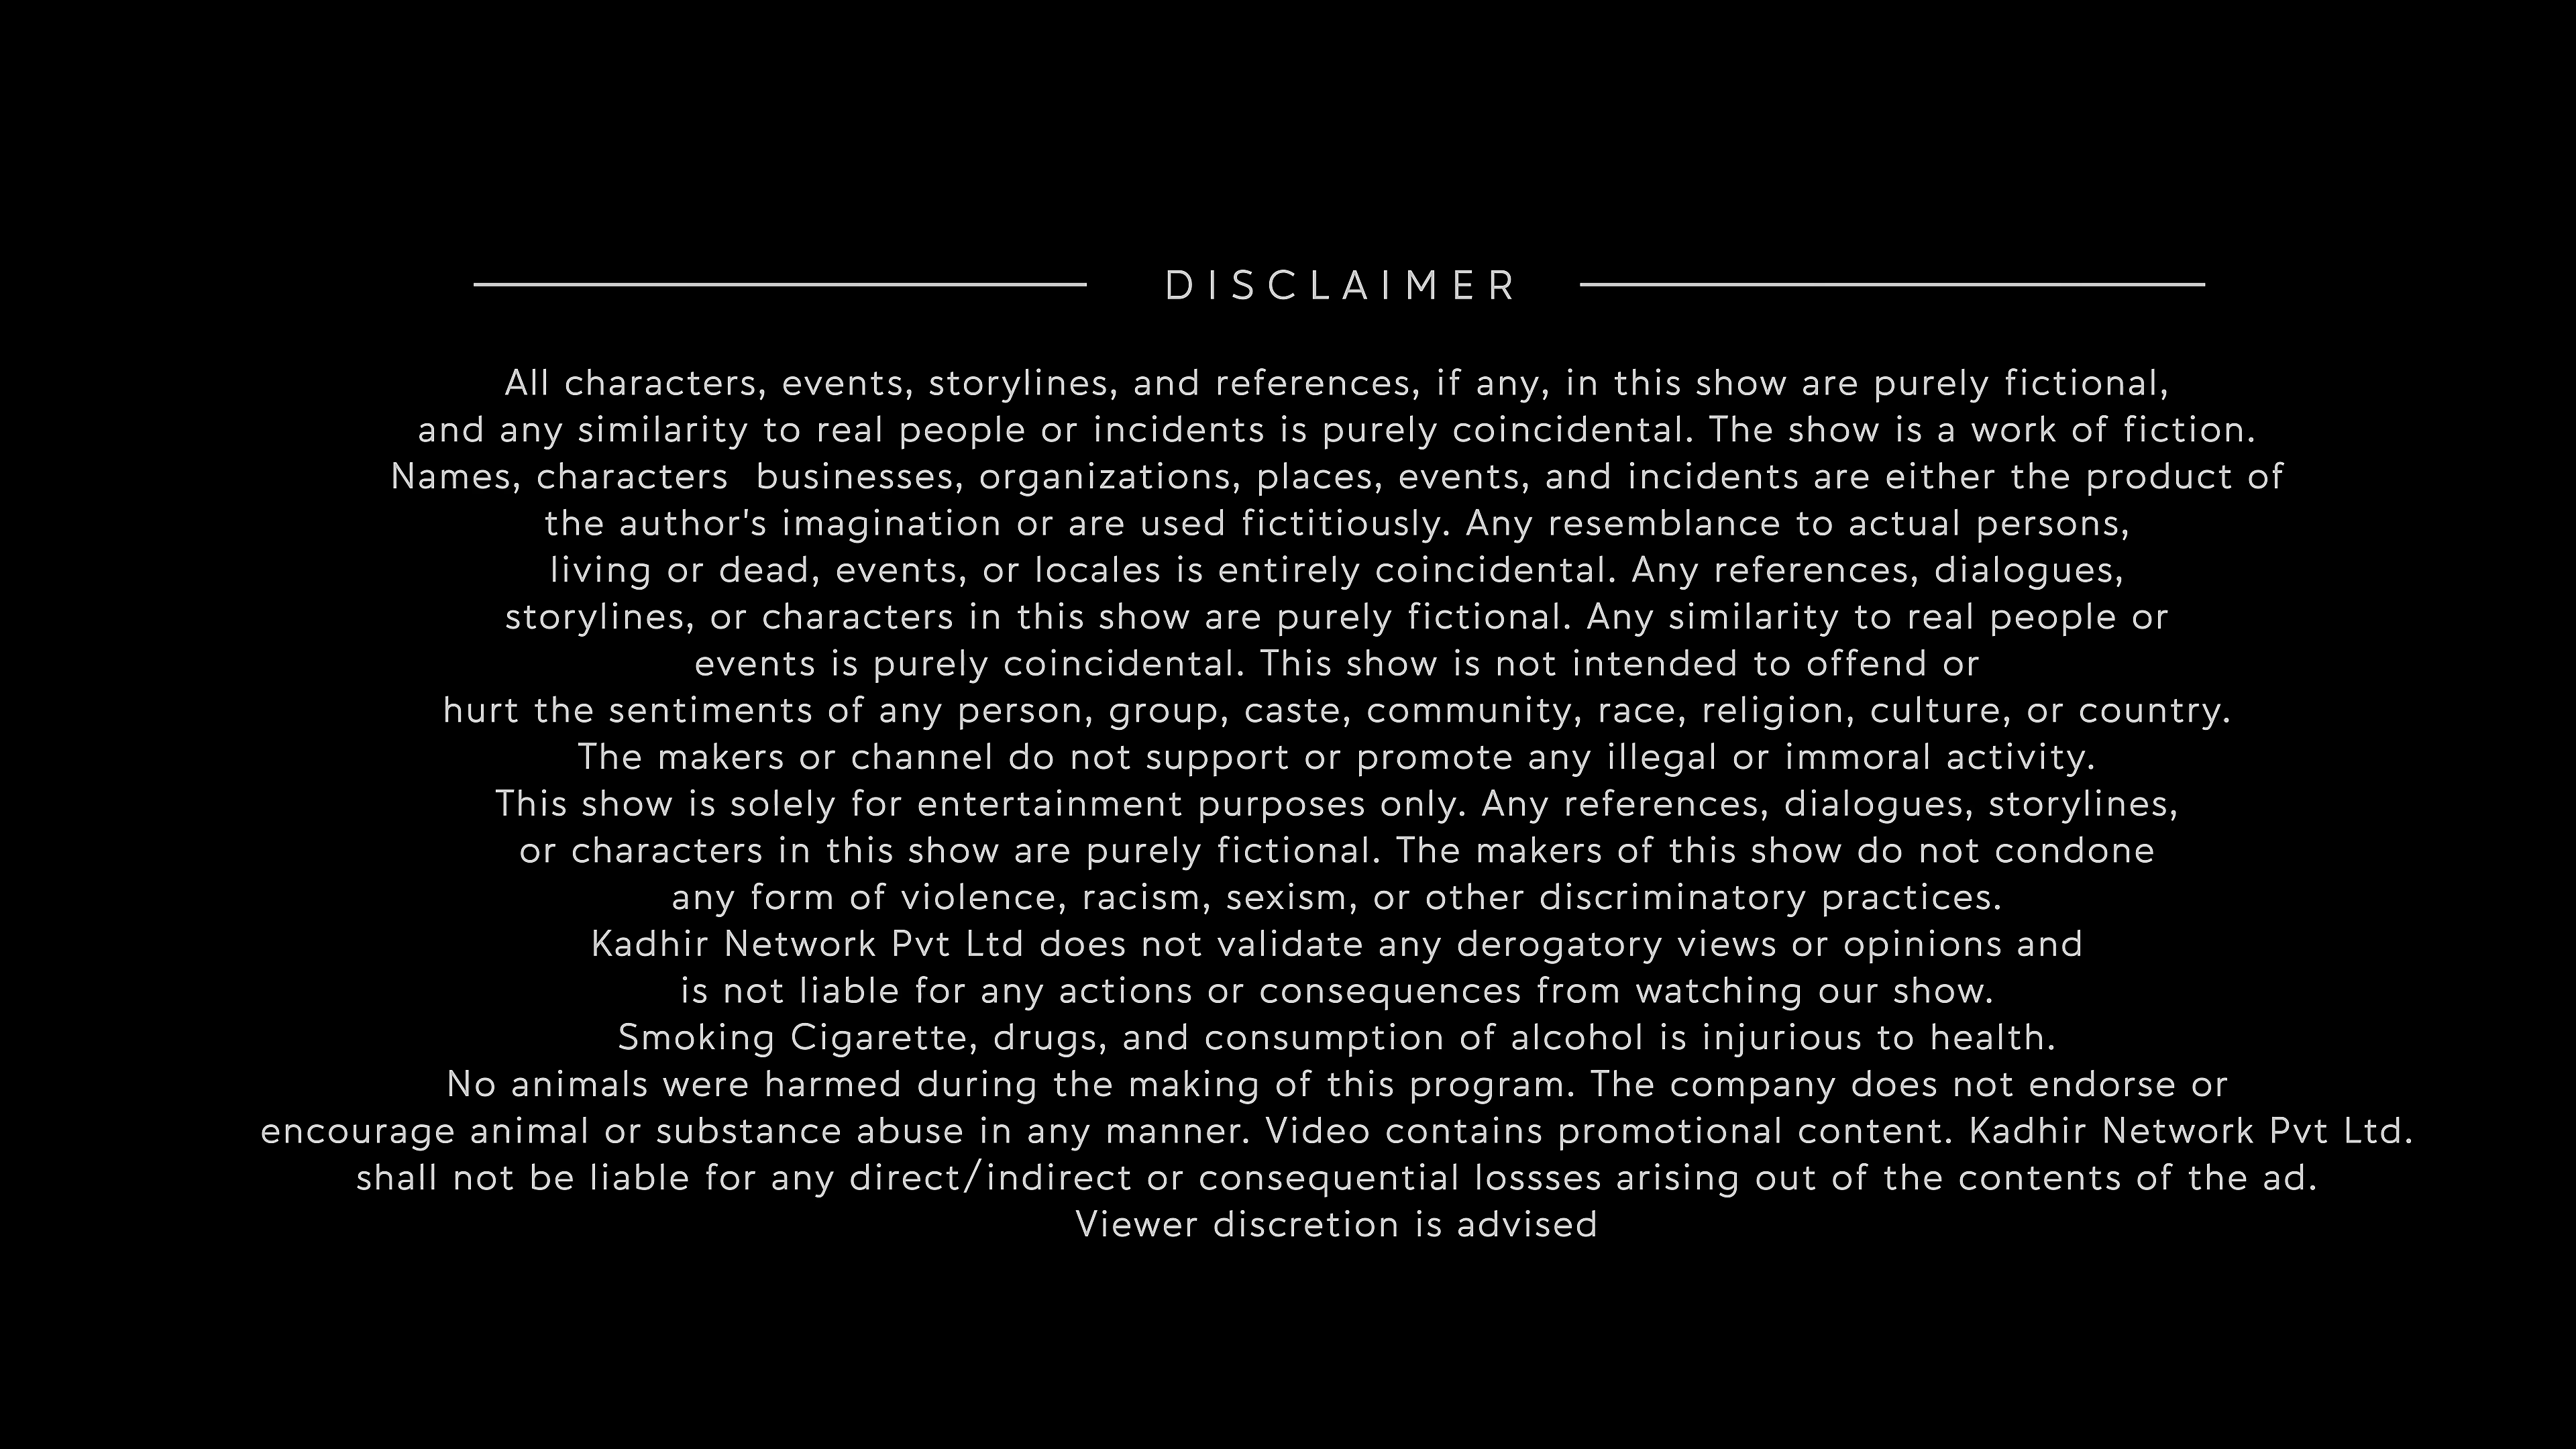 DISCLAIMER
All characters, events, storylines, and references, if any, in this show are purely fictional,
and any similarity to real people or incidents is purely coincidental. The show is a work of fiction.
Names, characters  businesses, organizations, places, events, and incidents are either the product of
the author's imagination or are used fictitiously. Any resemblance to actual persons,
living or dead, events, or locales is entirely coincidental. Any references, dialogues,
storylines, or characters in this show are purely fictional. Any similarity to real people or
events is purely coincidental. This show is not intended to offend or
hurt the sentiments of any person, group, caste, community, race, religion, culture, or country.
The makers or channel do not support or promote any illegal or immoral activity.
This show is solely for entertainment purposes only. Any references, dialogues, storylines,
or characters in this show are purely fictional. The makers of this show do not condone
any form of violence, racism, sexism, or other discriminatory practices.
Kadhir Network Pvt Ltd does not validate any derogatory views or opinions and
is not liable for any actions or consequences from watching our show.
Smoking Cigarette, drugs, and consumption of alcohol is injurious to health.
No animals were harmed during the making of this program. The company does not endorse or
encourage animal or substance abuse in any manner. Video contains promotional content. Kadhir Network Pvt Ltd.
shall not be liable for any direct/indirect or consequential lossses arising out of the contents of the ad.
Viewer discretion is advised